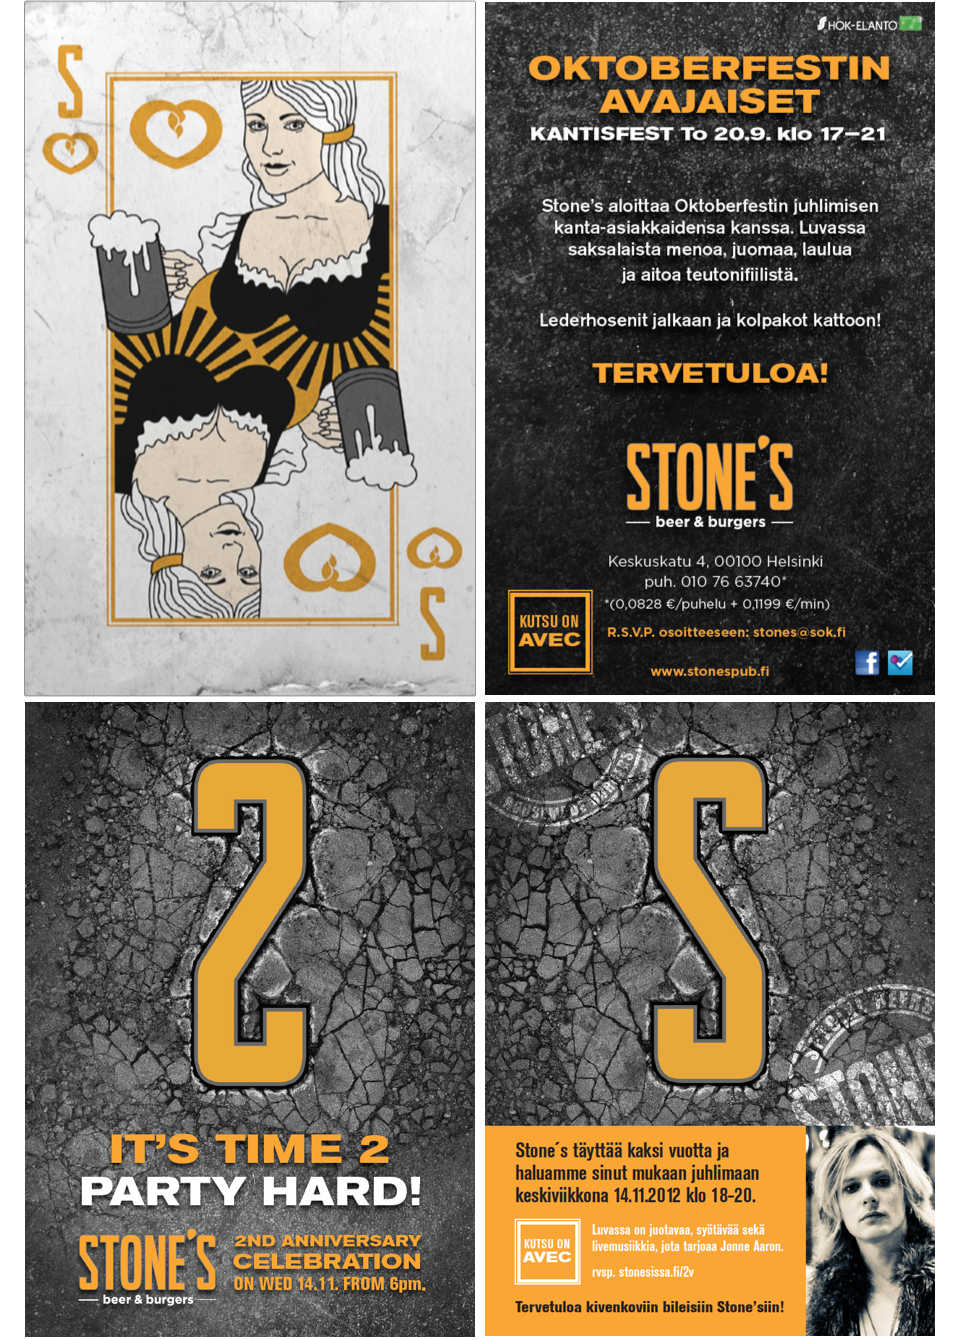 S
S
SHOK-ELANTO
OKTOBERFESTIN
AVAJAISET
KANTISFEST To 20.9. klo 17–21
Stone's aloittaa Oktoberfestin juhlimisen
kanta-asiakkaidensa kanssa. Luvassa
saksalaista menoa, juomaa, laulua
ja aitoa teutonifiilistä.
Lederhosenit jalkaan ja kolpakot kattoon!
TERVETULOA!
STONE'S
beer & burgers
Keskuskatu 4, 00100 Helsinki
puh. 010 76 63740*
*(0,0828 €/puhelu + 0,1199 €/min)
KUTSU ON
AVEC
R.S.V.P. osoitteeseen: stones@sok.fi
www.stonespub.fi
f
2
IT'S TIME 2
PARTY HARD!
STONE'S
beer & burgers
2ND ANNIVERSARY
CELEBRATION
ON WED 14.11. FROM 6pm.
S
Stone´s täyttää kaksi vuotta ja
haluamme sinut mukaan juhlimaan
keskiviikkona 14.11.2012 klo 18-20.
KUTSU ON
AVEC
Luvassa on juotavaa, syötävää sekä
livemusiikkia, jota tarjoaa Jonne Aaron.
rvsp. stonesissa.fi/2v
Tervetuloa kivenkoviin bileisiin Stone'siin!